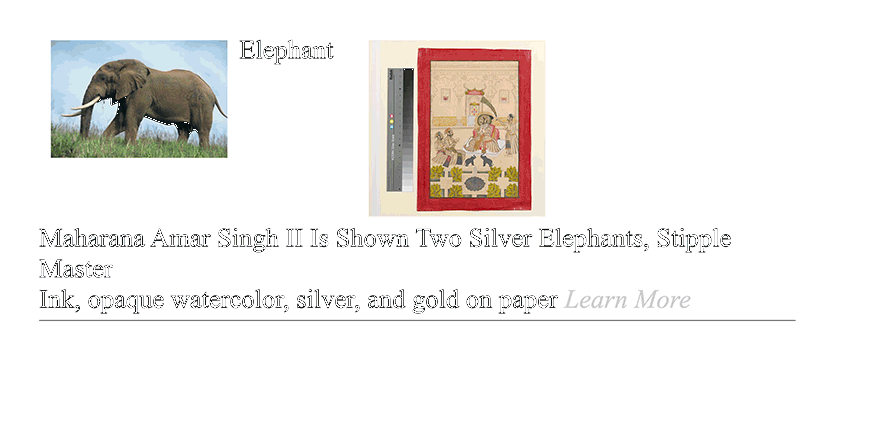 Elephant
Maharana Amar Singh II Is Shown Two Silver Elephants, Stipple
Master
Ink, opaque watercolor, silver, and gold on paper Learn More